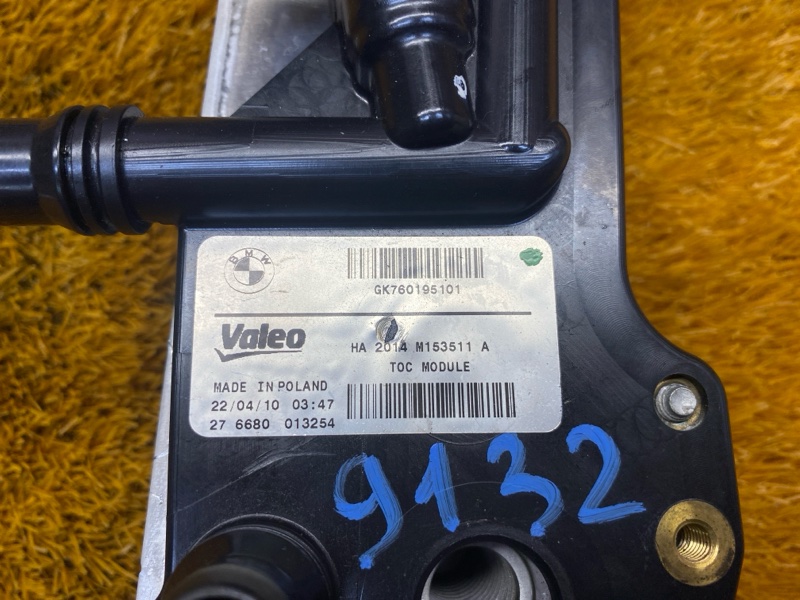 BMW
GK760195101
Valeo
HA 2014 M153511 A
TOC MODULE
MADE IN POLAND
22/04/10 03:47
27 6680 013254
9132